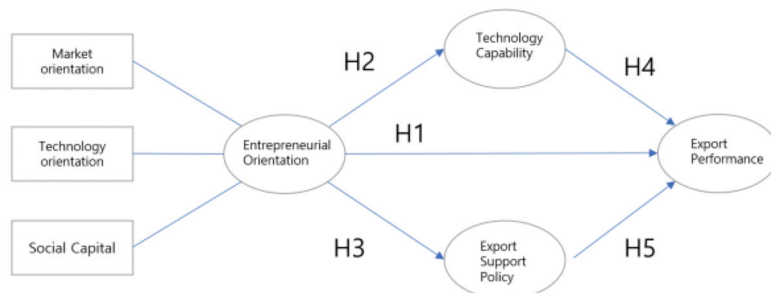 Market
orientation
Technology
orientation
Social Capital
Entrepreneurial
Orientation
H2
H1
H3
Technology
Capability
Export
Support
Policy
H4
H5
Export
Performance